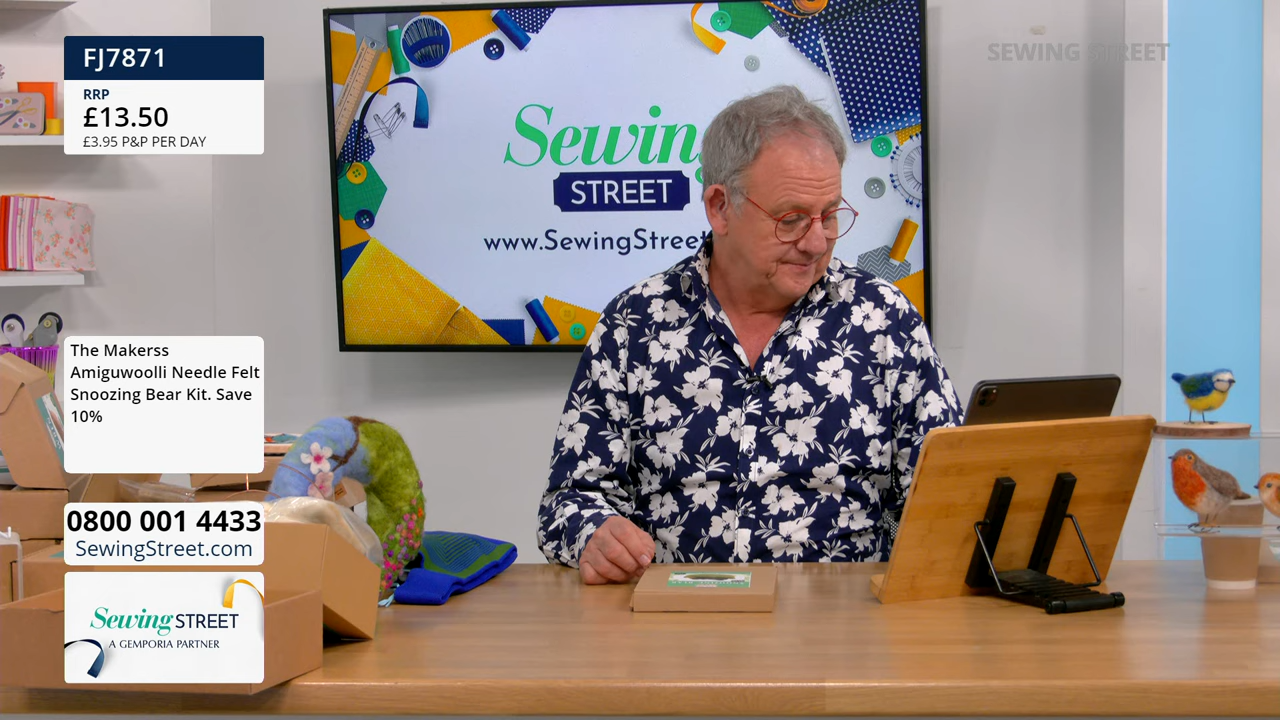 FJ7871
RRP
£13.50
£3.95 P&P PER DAY
The Makerss
Amiguwoolli Needle Felt
Snoozing Bear Kit. Save
10%
0800 001 4433
SewingStreet.com
Sewing STREET
A GEMPORIA PARTNER
Sewin
STREET
www.SewingStreet
SEWING STREET